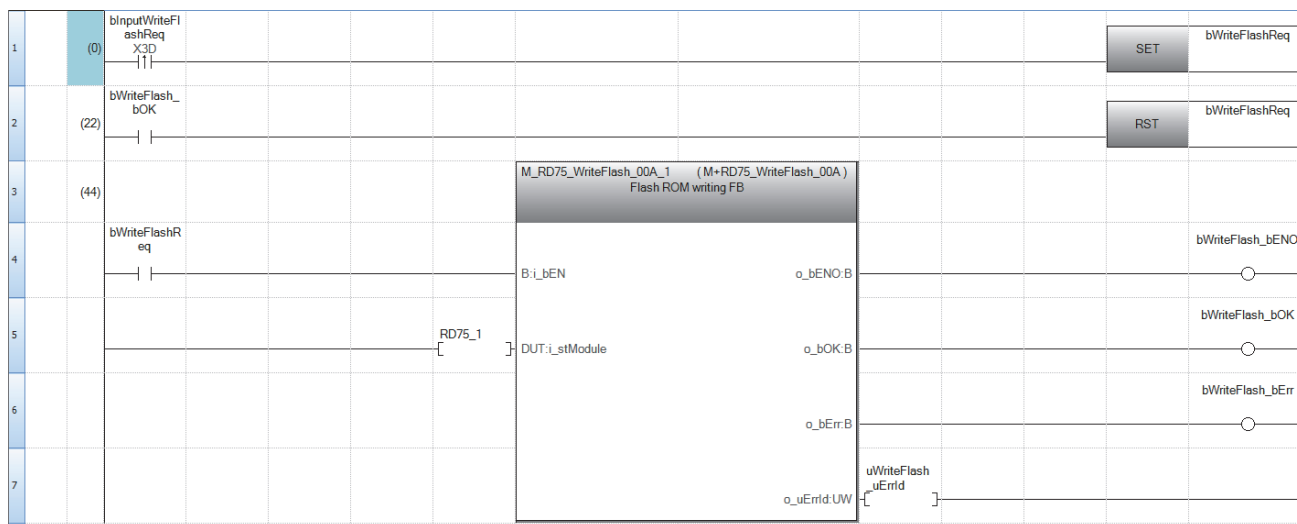 1
(0)
bInputWriteFl
ashReq
X3D
SET
bWriteFlashReq
2
(22)
bWriteFlash_
bOK
RST
bWriteFlashReq
3
(44)
M_RD75_WriteFlash_00A_1 (M+RD75_WriteFlash_00A)
Flash ROM writing FB
4
bWriteFlashR
eq
B:i_bEN
o_bENO:B
bWriteFlash_bENO
5
RD75_1
DUT:i_stModule
o_bOK:B
bWriteFlash_bOK
6
o_bErr:B
bWriteFlash_bErr
7
o_uErrId:UW
uWriteFlash
_uErrId